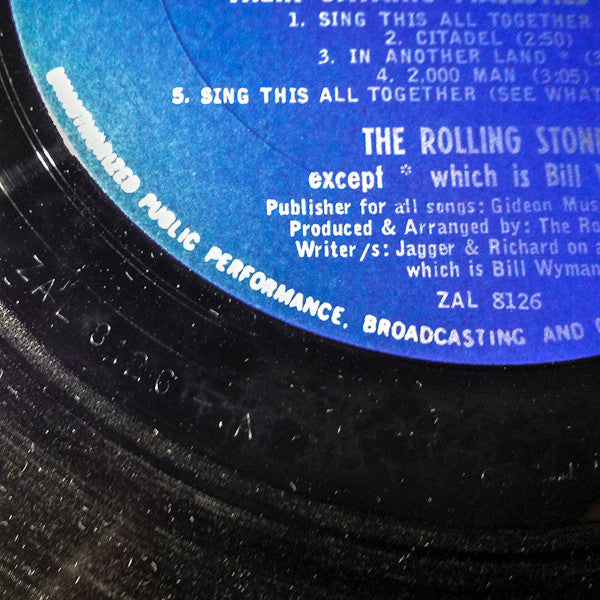 1. SING THIS ALL TOGETHER
2. CITADEL (2:50)
3. IN ANOTHER LAND * (3
4. 2,000 MAN (3:05)
5. SING THIS ALL TOGETHER (SEE WHAT
THE ROLLING STON
except * which is Bill
Publisher for all songs: Gideon Mus
Produced & Arranged by: The Ro
Writer/s: Jagger & Richard on a
which is Bill Wyman
ZAL 8126
UNAUTHORIZED PUBLIC PERFORMANCE, BROADCASTING AND
ZAL 8126 A